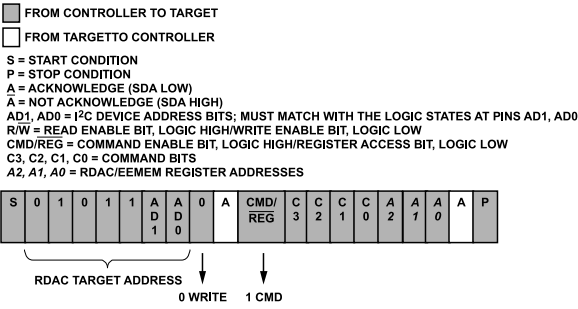 FROM CONTROLLER TO TARGET
FROM TARGETTO CONTROLLER
S = START CONDITION
P = STOP CONDITION
A = ACKNOWLEDGE (SDA LOW)
A̅ = NOT ACKNOWLEDGE (SDA HIGH)
AD1, AD0 = I²C DEVICE ADDRESS BITS; MUST MATCH WITH THE LOGIC STATES AT PINS AD1, AD0
R/W̅ = READ ENABLE BIT, LOGIC HIGH/WRITE ENABLE BIT, LOGIC LOW
CMD/R̅E̅G̅ = COMMAND ENABLE BIT, LOGIC HIGH/REGISTER ACCESS BIT, LOGIC LOW
C3, C2, C1, C0 = COMMAND BITS
A2, A1, A0 = RDAC/EEMEM REGISTER ADDRESSES
S 0 1 0 1 1 AD1 AD0 0 A CMD/R̅E̅G̅ C3 C2 C1 C0 A2 A1 A0 A P
RDAC TARGET ADDRESS
0 WRITE 1 CMD